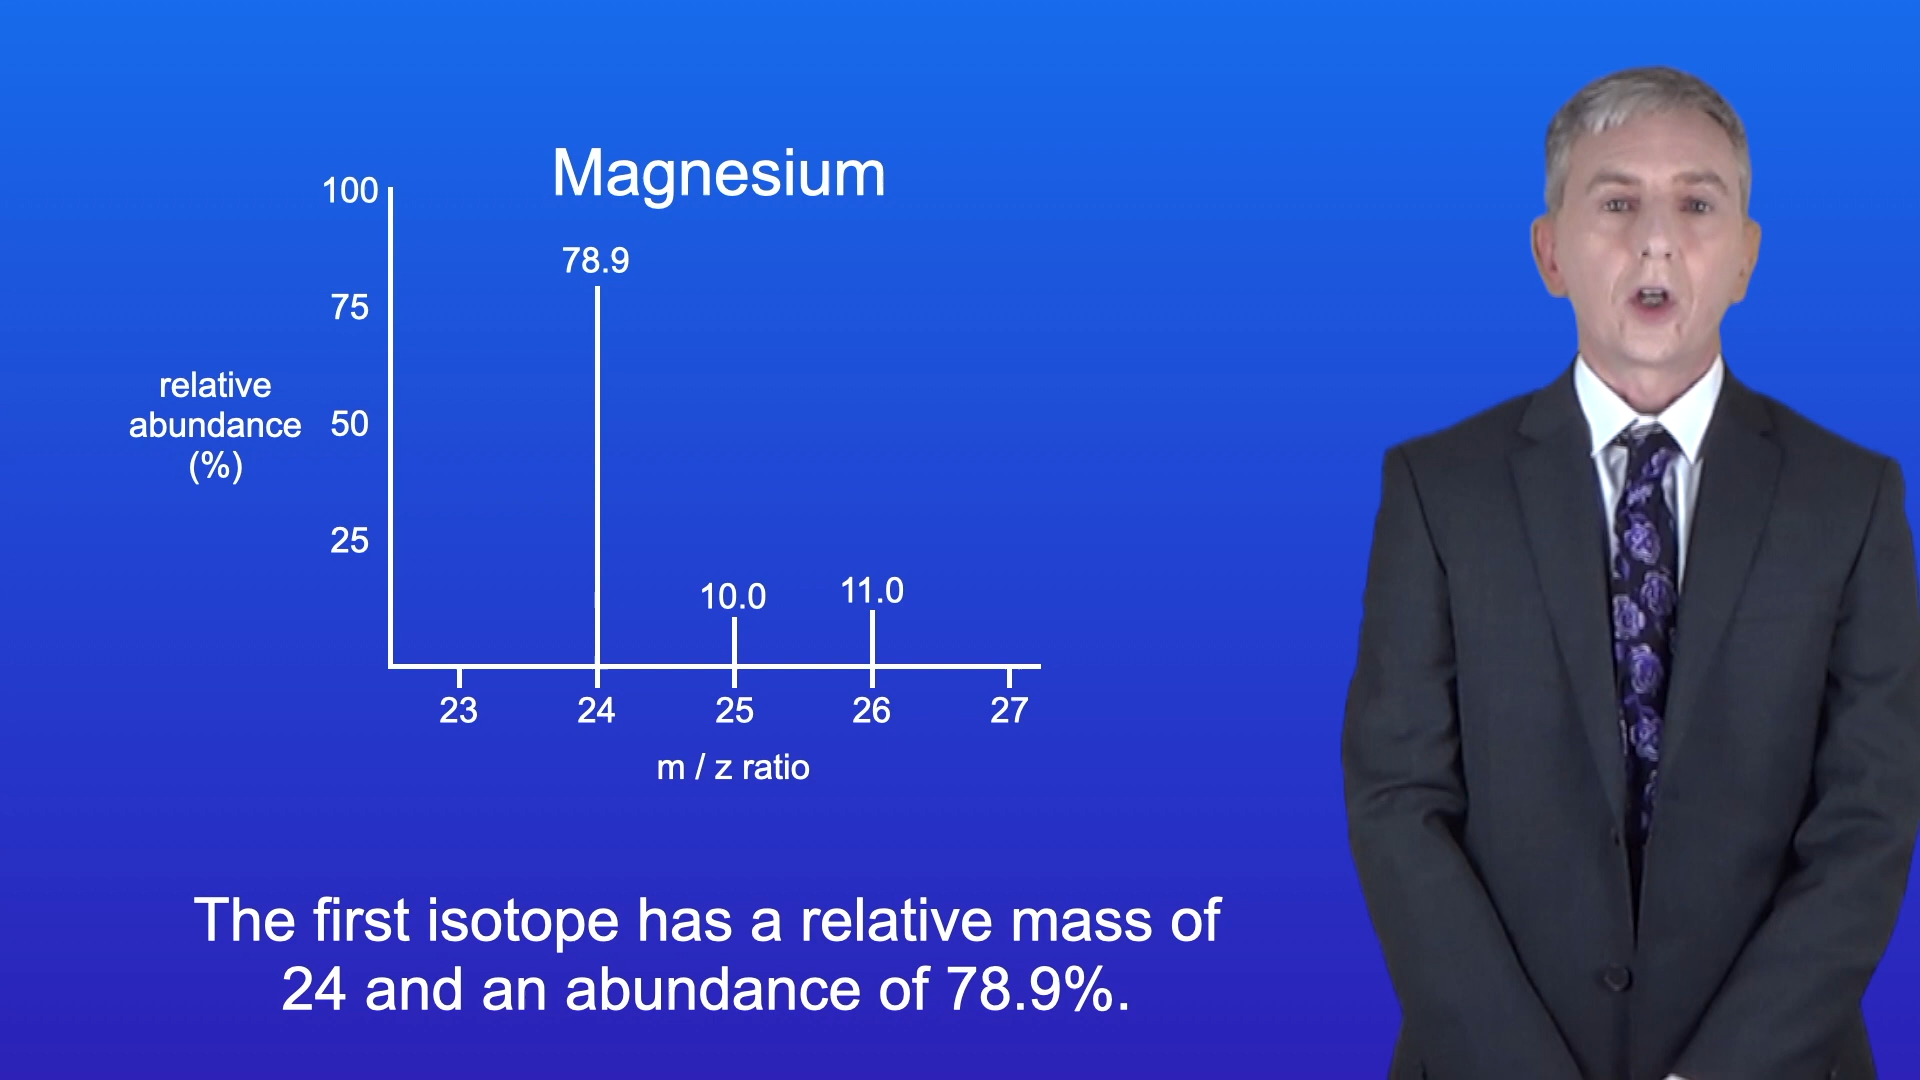 Magnesium
100
78.9
75
relative
abundance
(%)
50
25
10.0
11.0
23 24 25 26 27
m / z ratio
The first isotope has a relative mass of
24 and an abundance of 78.9%.